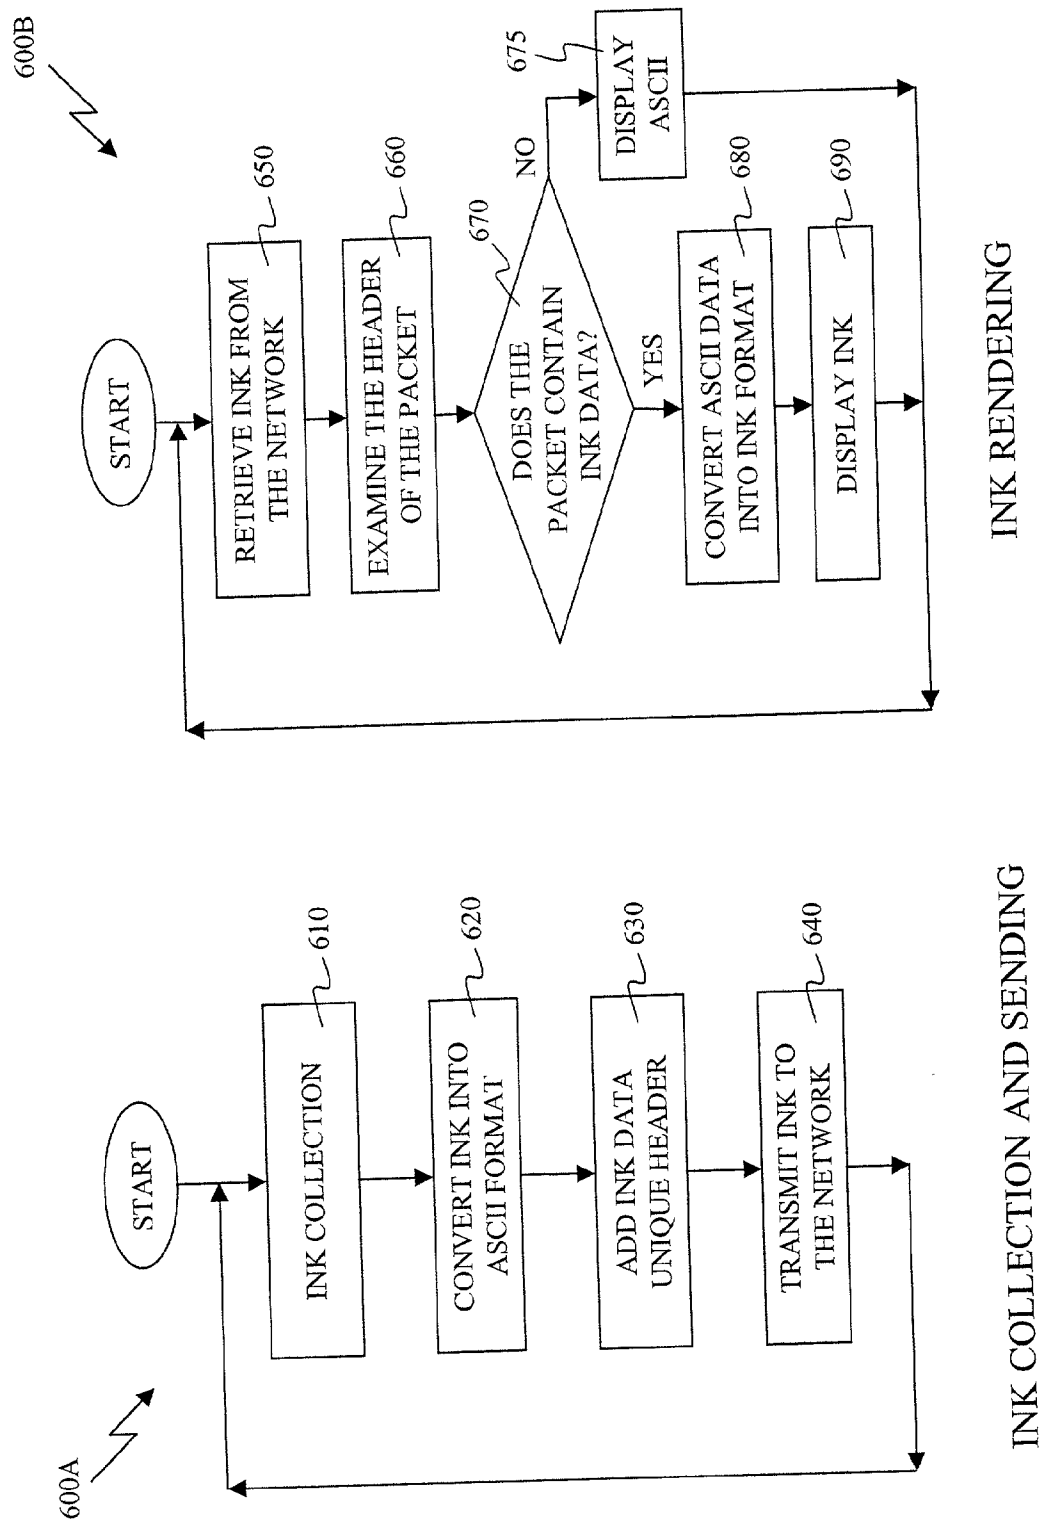 600A
START
INK COLLECTION
610
CONVERT INK INTO
ASCII FORMAT
620
ADD INK DATA
UNIQUE HEADER
630
TRANSMIT INK TO
THE NETWORK
640
INK COLLECTION AND SENDING
600B
START
RETRIEVE INK FROM
THE NETWORK
650
EXAMINE THE HEADER
OF THE PACKET
660
DOES THE
PACKET CONTAIN
INK DATA?
670
NO
DISPLAY
ASCII
675
YES
CONVERT ASCII DATA
INTO INK FORMAT
680
DISPLAY INK
690
INK RENDERING